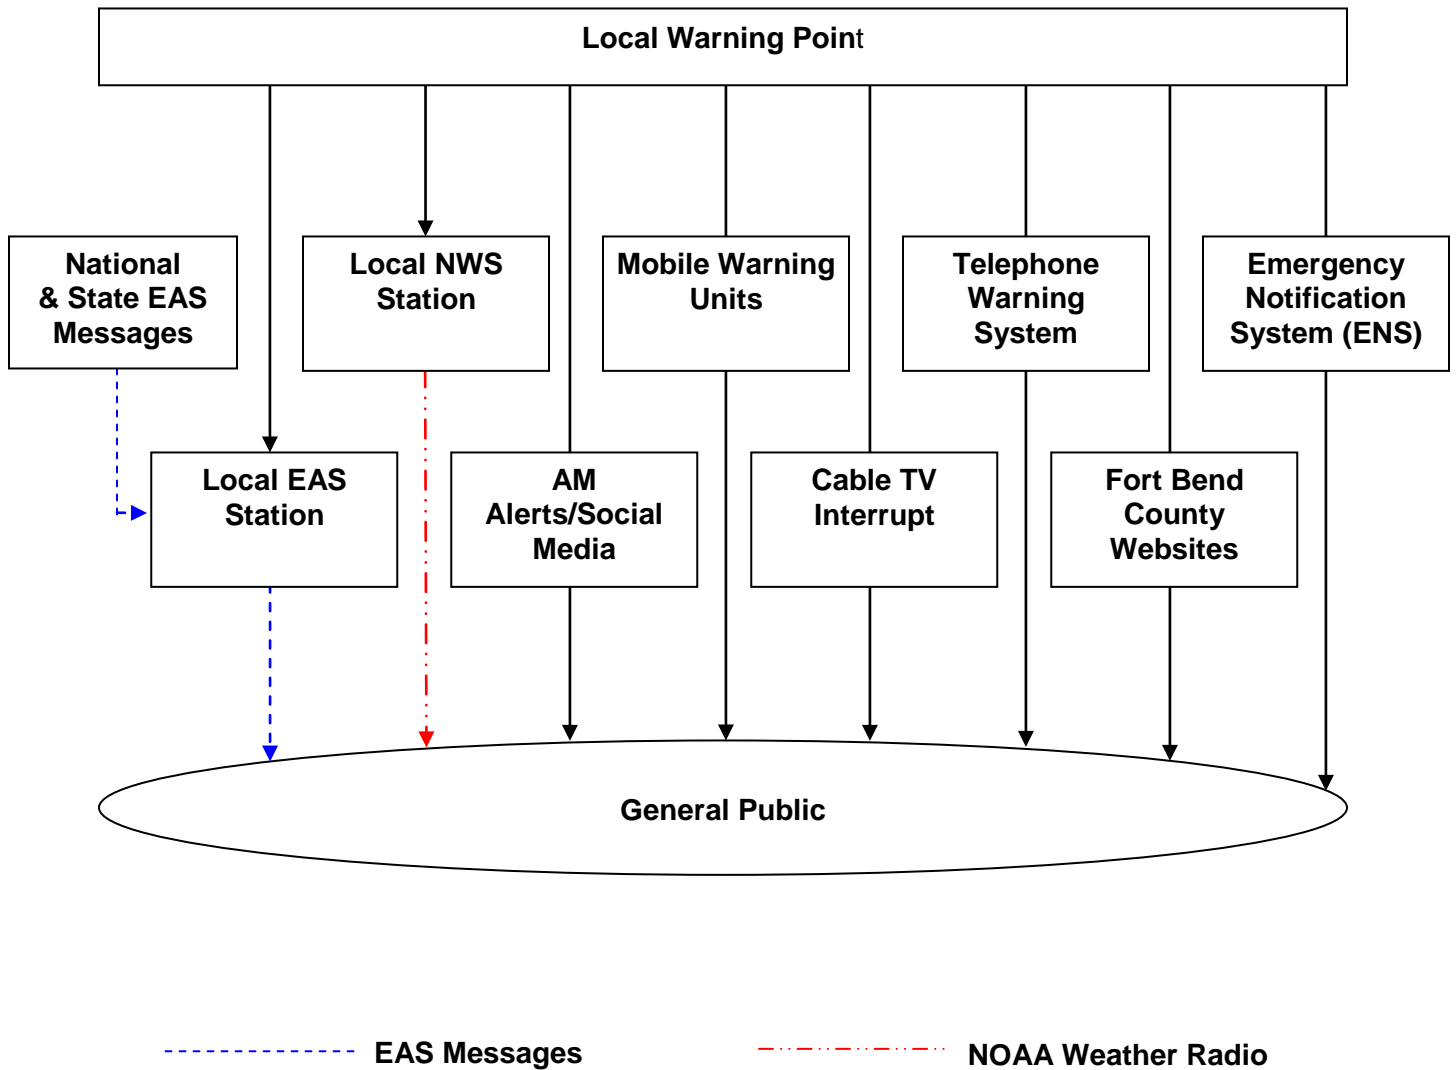 Local Warning Point
National
& State EAS
Messages
Local NWS
Station
Mobile Warning
Units
Telephone
Warning
System
Emergency
Notification
System (ENS)
Local EAS
Station
AM
Alerts/Social
Media
Cable TV
Interrupt
Fort Bend
County
Websites
General Public
EAS Messages
NOAA Weather Radio